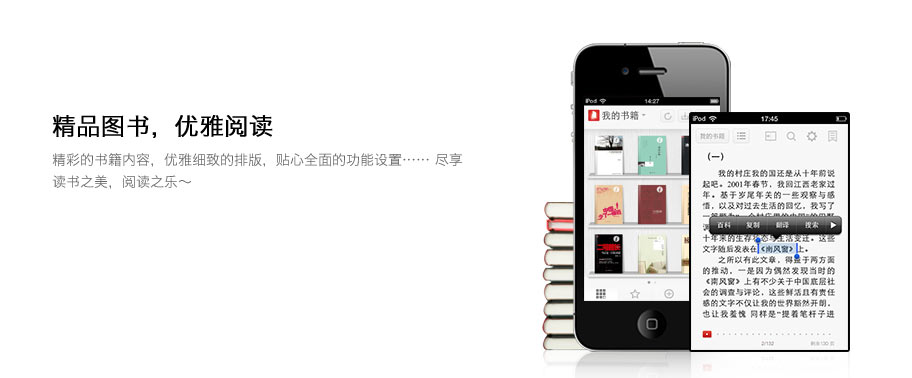 精品图书，优雅阅读
精彩的书籍内容，优雅细致的排版，贴心全面的功能设置…… 尽享
读书之美，阅读之乐～
iPod
14:27
我的书籍
iPod
17:45
我的书籍
（一）
我的村庄我的国还是从十年前说
起吧。2001年春节，我回江西老家过
年。基于岁尾年关的一些观察与感
悟，以及对过去生活的回忆，我写了
百科 复制 翻译 搜索
十年来的生存状态与生活变迁。这些
文字随后发表在《南风窗》上。
之所以有此文章，得益于两方面
的推动，一是因为偶然发现当时的
《南风窗》上有不少关于中国底层社
会的调查与评论，这些鲜活且有责任
感的文字不仅让我的世界豁然开朗，
也让我羞愧 同样是“提着笔杆子进
2/132